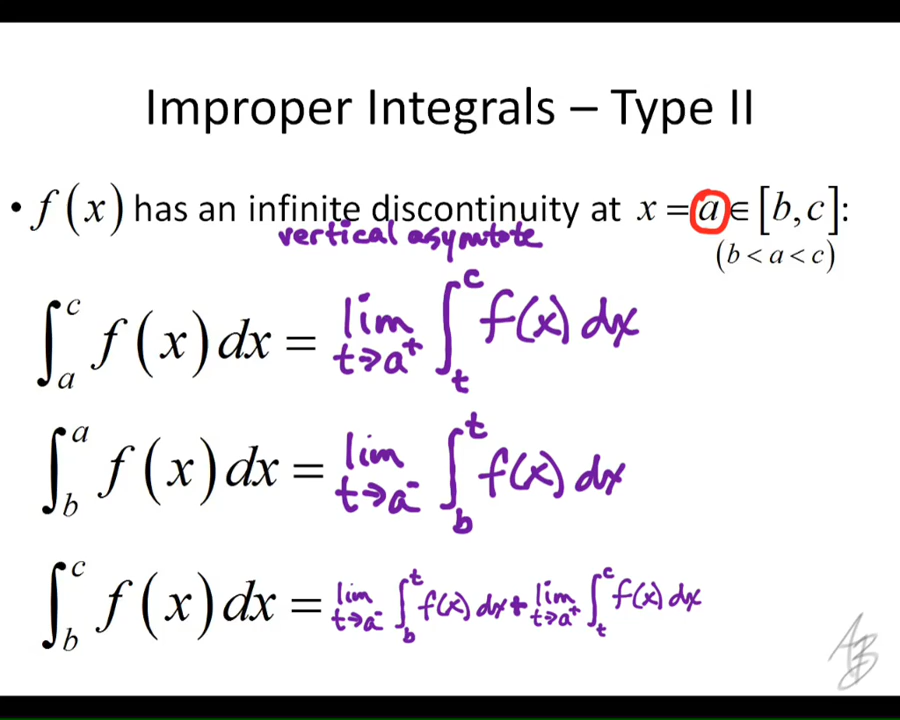 Improper Integrals – Type II
• f(x) has an infinite discontinuity at x = a ∈ [b,c]:
vertical asymtote
(b < a < c)
∫_a^c f(x)dx = lim_{t→a⁺} ∫_t^c f(x) dx
∫_b^a f(x)dx = lim_{t→a⁻} ∫_b^t f(x) dx
∫_b^c f(x)dx = lim_{t→a⁻} ∫_b^t f(x) dx + lim_{t→a⁺} ∫_t^c f(x) dx